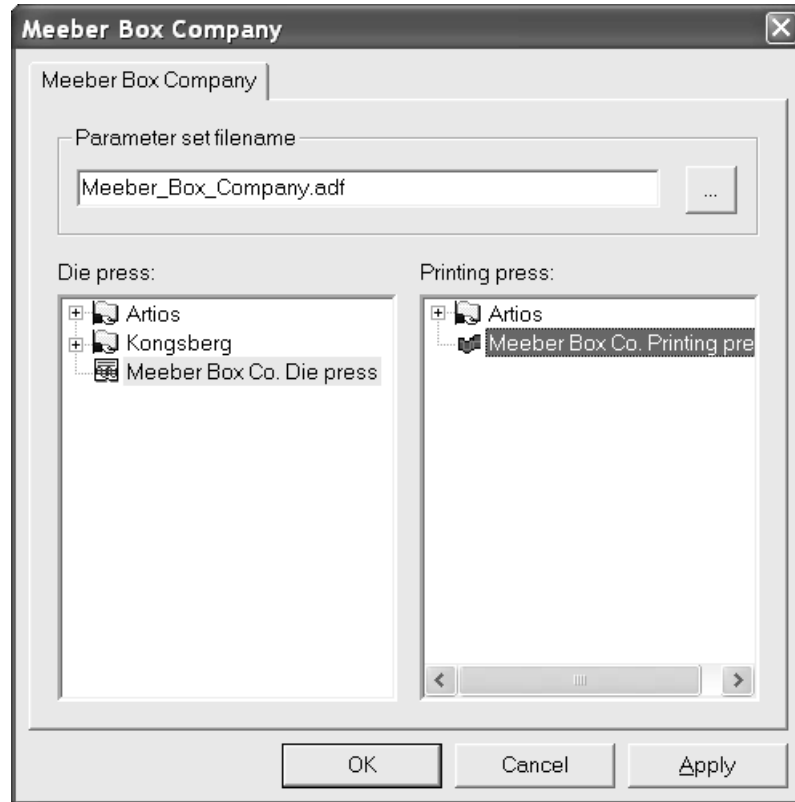 Meeber Box Company
Meeber Box Company
Parameter set filename
Meeber_Box_Company.adf
...
Die press:
Artios
Kongsberg
Meeber Box Co. Die press
Printing press:
Artios
Meeber Box Co. Printing pre
OK
Cancel
Apply